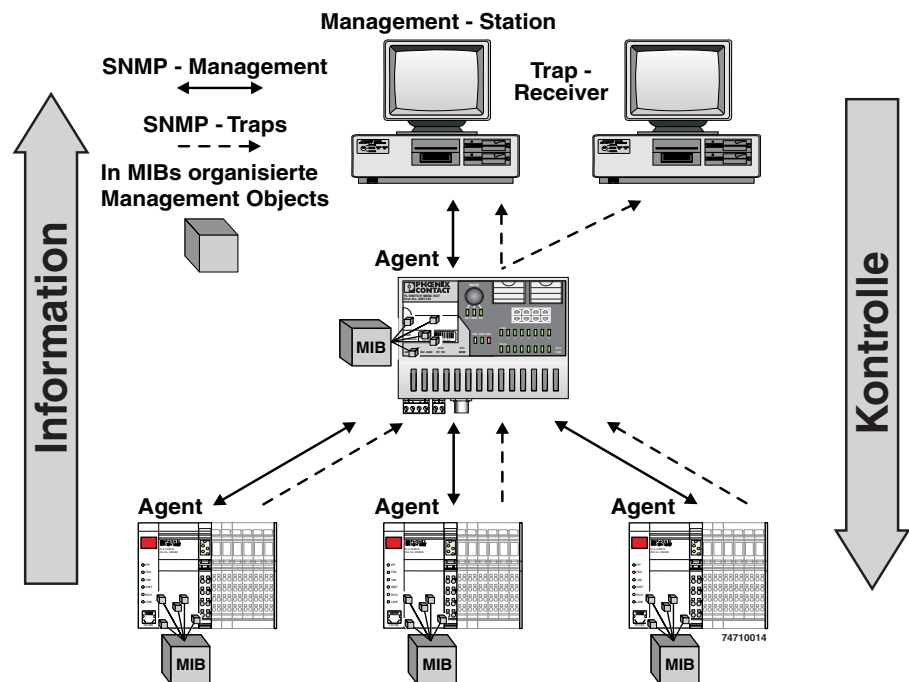 Management - Station
SNMP - Management
Trap -
Receiver
SNMP - Traps
In MIBs organisierte
Management Objects
Information
Kontrolle
Agent
PHŒNIX
CONTACT
MIB
Agent
Agent
Agent
MIB
MIB
MIB
74710014